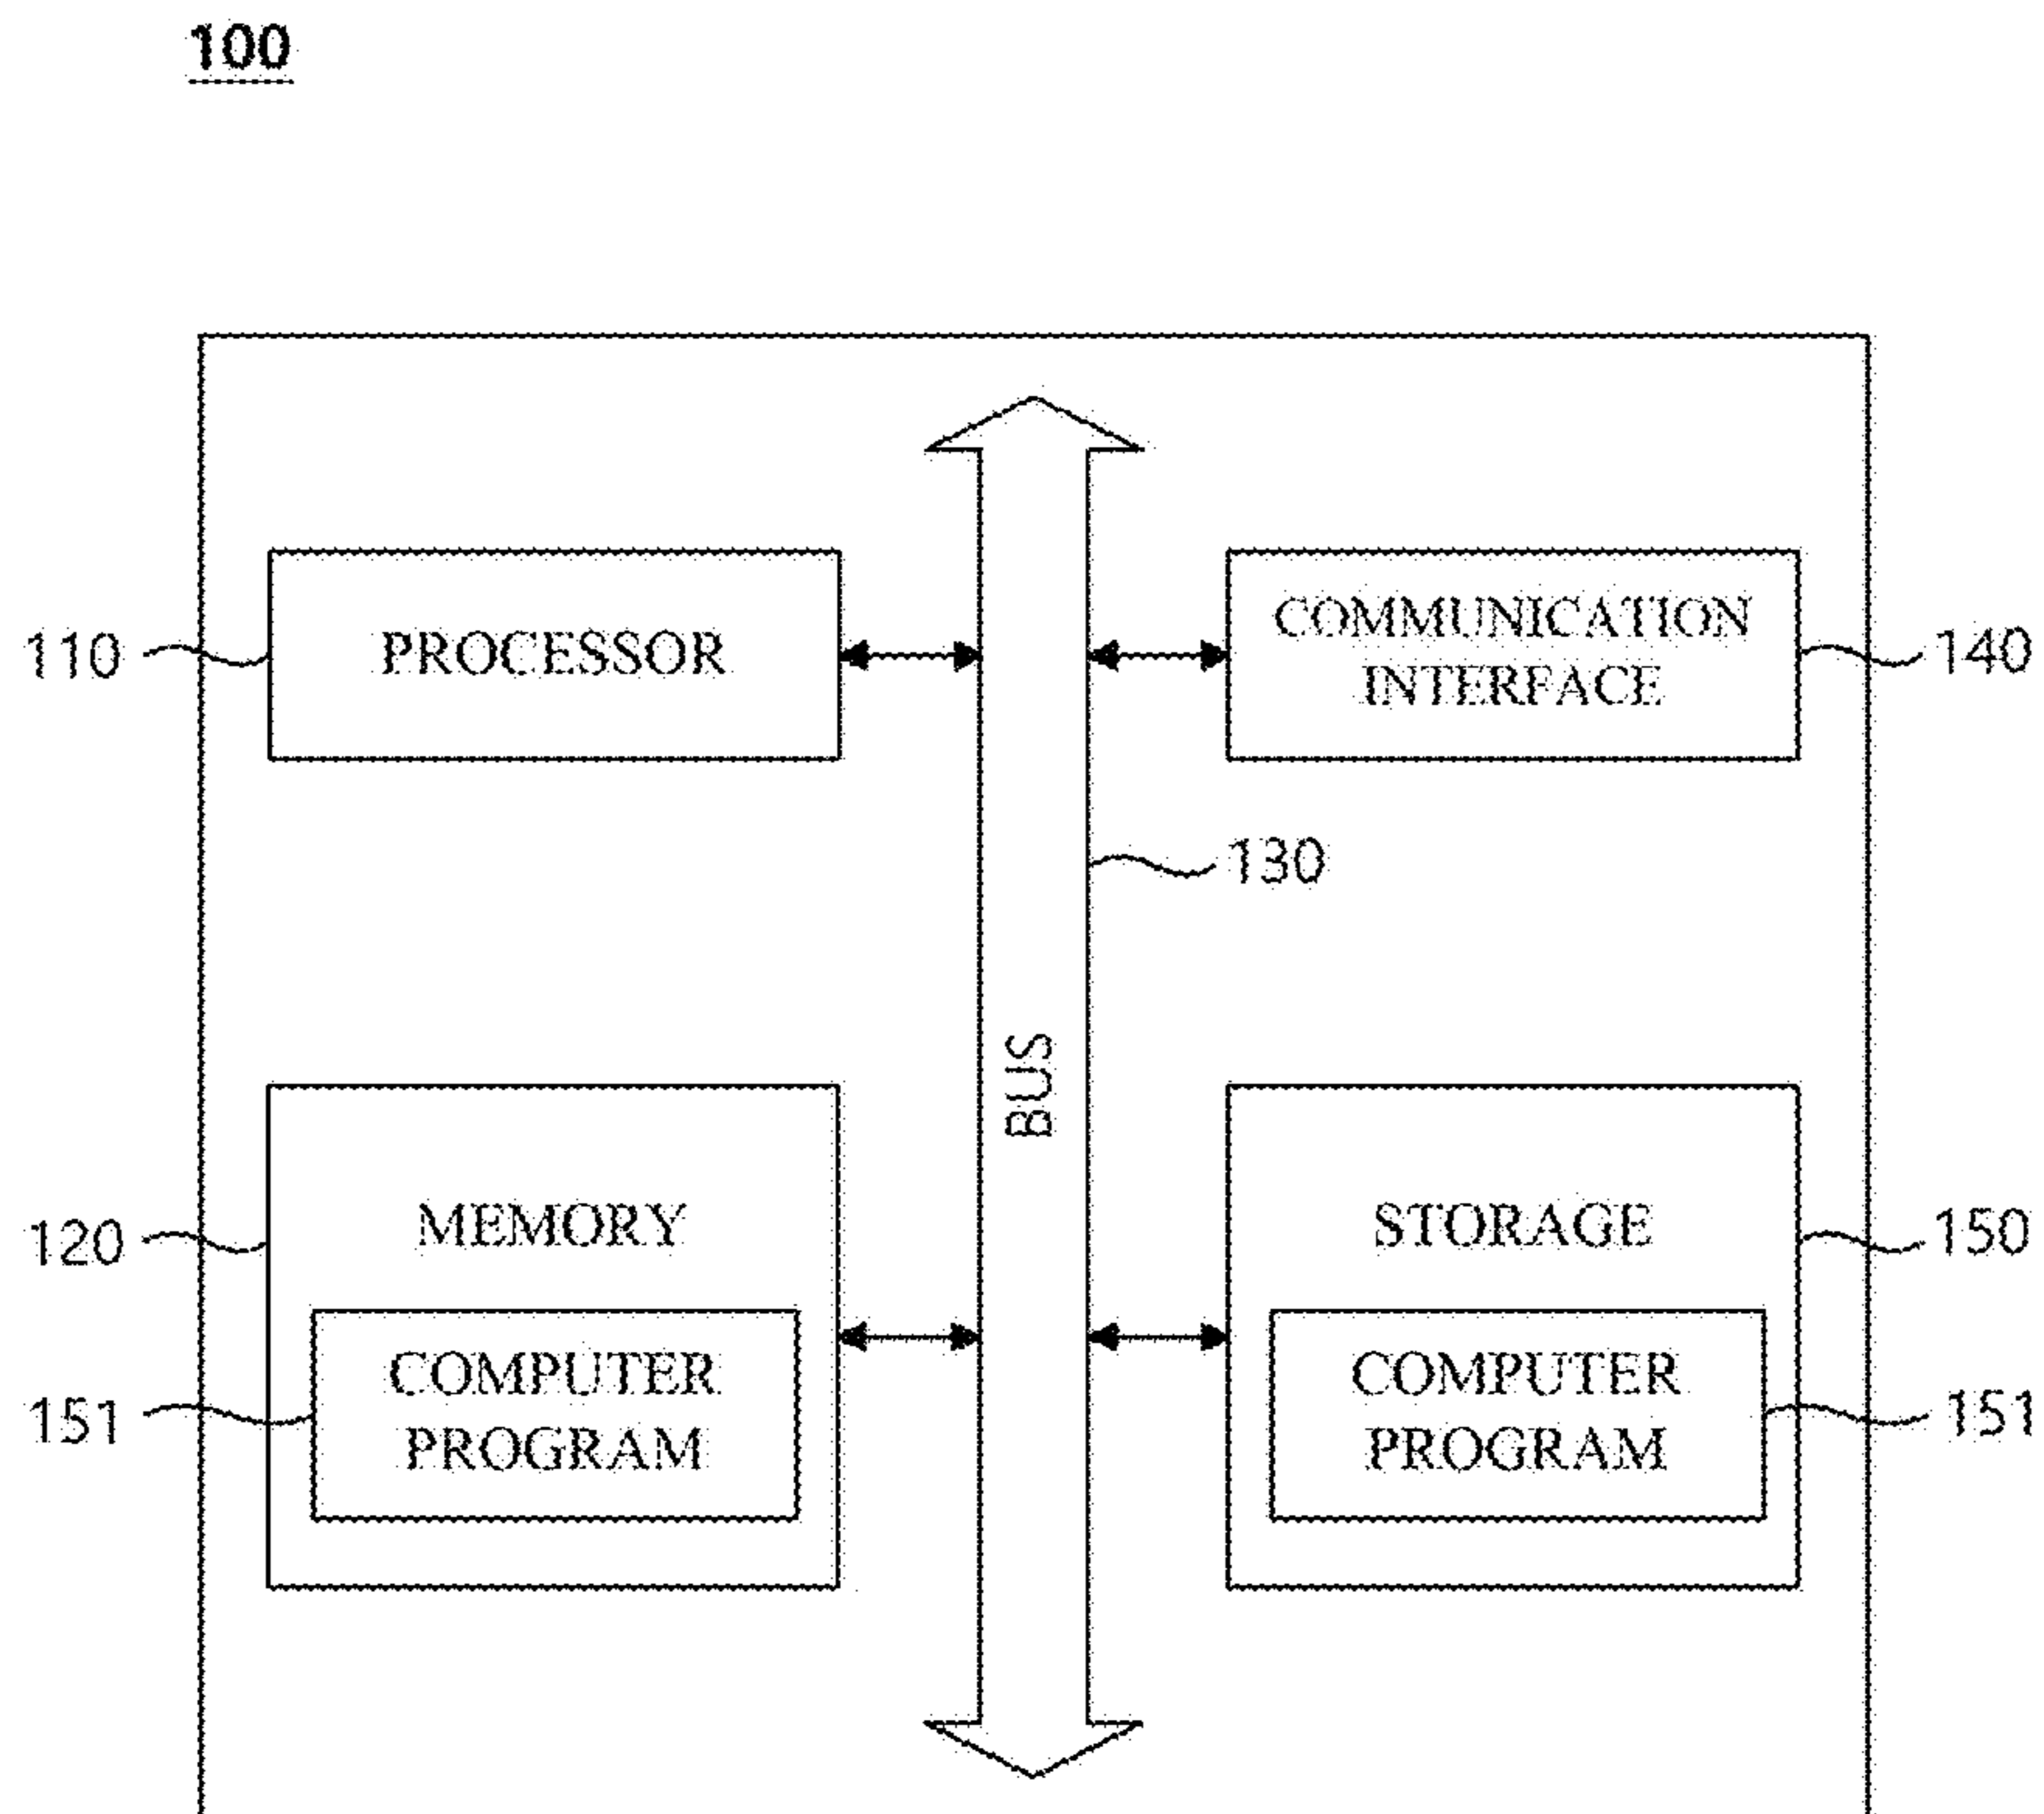 100
110
PROCESSOR
COMMUNICATION
INTERFACE
140
130
BUS
120
MEMORY
STORAGE
150
151
COMPUTER
PROGRAM
COMPUTER
PROGRAM
151